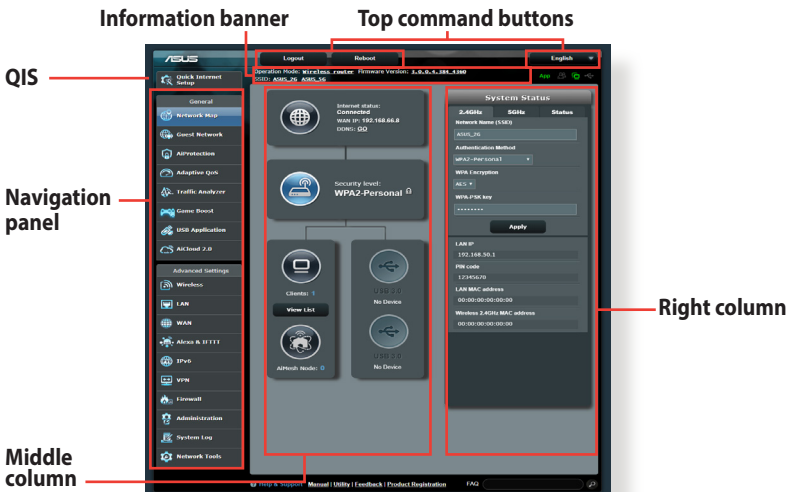 Information banner
Top command buttons
QIS
Navigation
panel
Middle
column
Right column
ASUS
Logout
Reboot
English
Quick Internet
Setup
Operation Mode: Wireless router Firmware Version: 3.0.0.4.384_4360
SSID: ASUS_2G ASUS_5G
App
General
Network Map
Guest Network
AiProtection
Adaptive QoS
Traffic Analyzer
Game Boost
USB Application
AiCloud 2.0
Advanced Settings
Wireless
LAN
WAN
Alexa & IFTTT
IPv6
VPN
Firewall
Administration
System Log
Network Tools
Internet status:
Connected
WAN IP: 192.168.66.8
DDNS: GO
Security level:
WPA2-Personal
Clients: 1
View List
AiMesh Node: 0
USB 3.0
No Device
USB 2.0
No Device
System Status
2.4GHz
5GHz
Status
Network Name (SSID)
ASUS_2G
Authentication Method
WPA2-Personal
WPA Encryption
AES
WPA-PSK key
••••••••
Apply
LAN IP
192.168.50.1
PIN code
12345670
LAN MAC address
00:00:00:00:00:00
Wireless 2.4GHz MAC address
00:00:00:00:00:00
Help & Support Manual | Utility | Feedback | Product Registration
FAQ